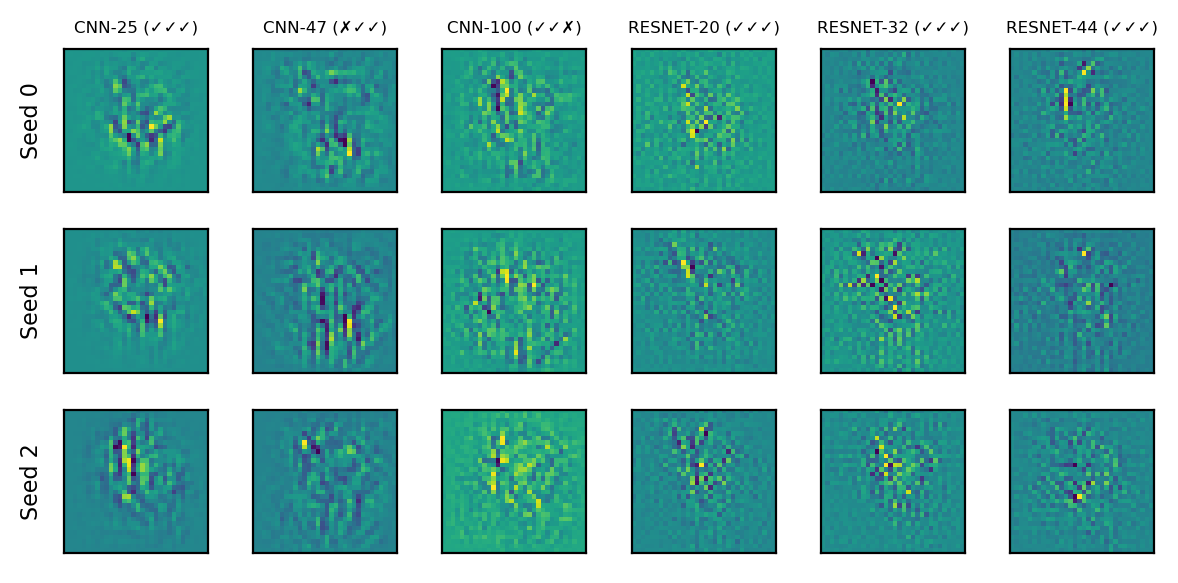 CNN-25 (✓✓✓) CNN-47 (✗✓✓) CNN-100 (✓✓✗) RESNET-20 (✓✓✓) RESNET-32 (✓✓✓) RESNET-44 (✓✓✓)
Seed 0
Seed 1
Seed 2